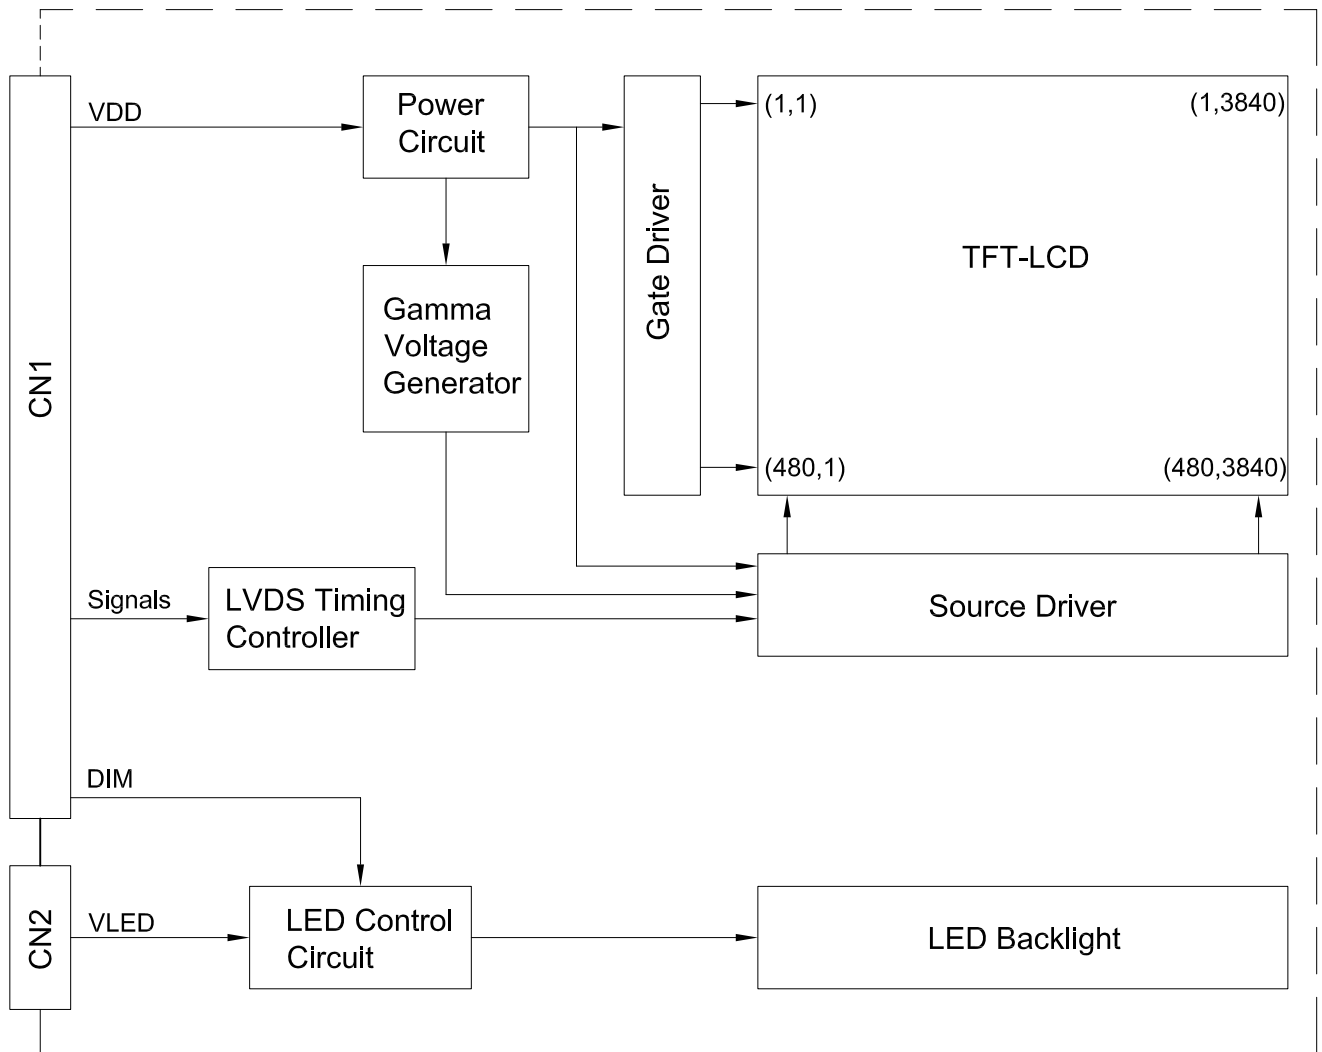 VDD
Power
Circuit
(1,1)
(1,3840)
TFT-LCD
Gate Driver
Gamma
Voltage
Generator
CN1
(480,1)
(480,3840)
Signals
LVDS Timing
Controller
Source Driver
DIM
CN2
VLED
LED Control
Circuit
LED Backlight